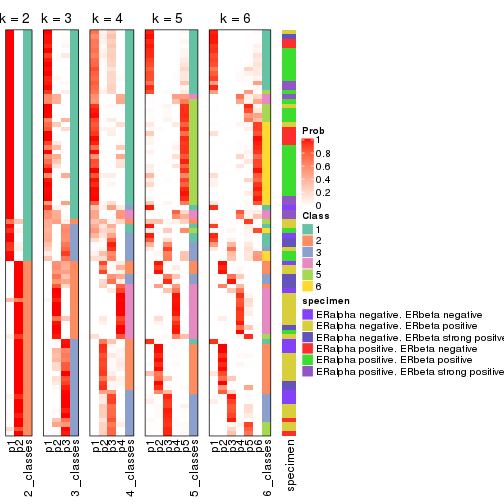 k = 2
k = 3
k = 4
k = 5
k = 6
Prob
1
0.8
0.6
0.4
0.2
0
Class
1
2
3
4
5
6
specimen
ERalpha negative. ERbeta negative
ERalpha negative. ERbeta positive
ERalpha negative. ERbeta strong positive
ERalpha positive. ERbeta negative
ERalpha positive. ERbeta positive
ERalpha positive. ERbeta strong positive
p1
p2
2_classes
p1
p2
p3
3_classes
p1
p2
p3
p4
4_classes
p1
p2
p3
p4
p5
5_classes
p1
p2
p3
p4
p5
p6
6_classes
specimen